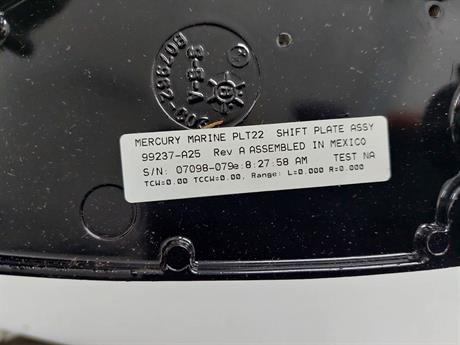 MERCURY MARINE PLT22 SHIFT PLATE ASSY
99237-A25 Rev A ASSEMBLED IN MEXICO
S/N: 07098-079e:8:27:58 AM TEST NA
TCW=0.00 TCCW=0.00, Range: L=0.000 R=0.000